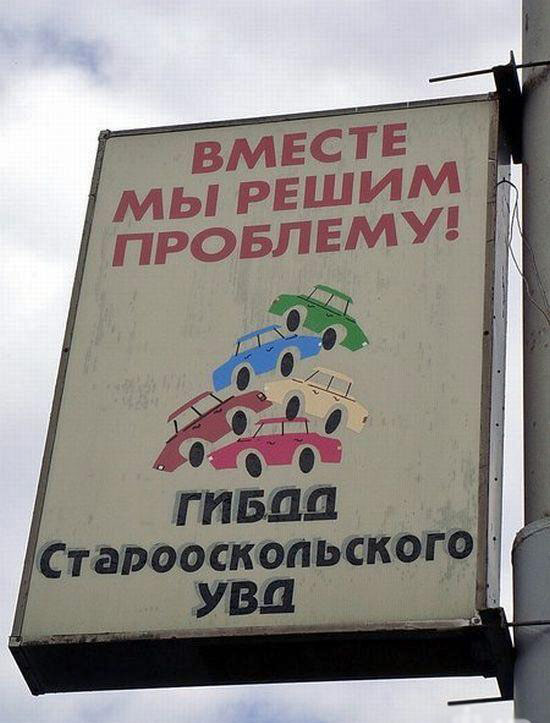 ВМЕСТЕ
МЫ РЕШИМ
ПРОБЛЕМУ!
ГИБДД
Старооскольского
УВД